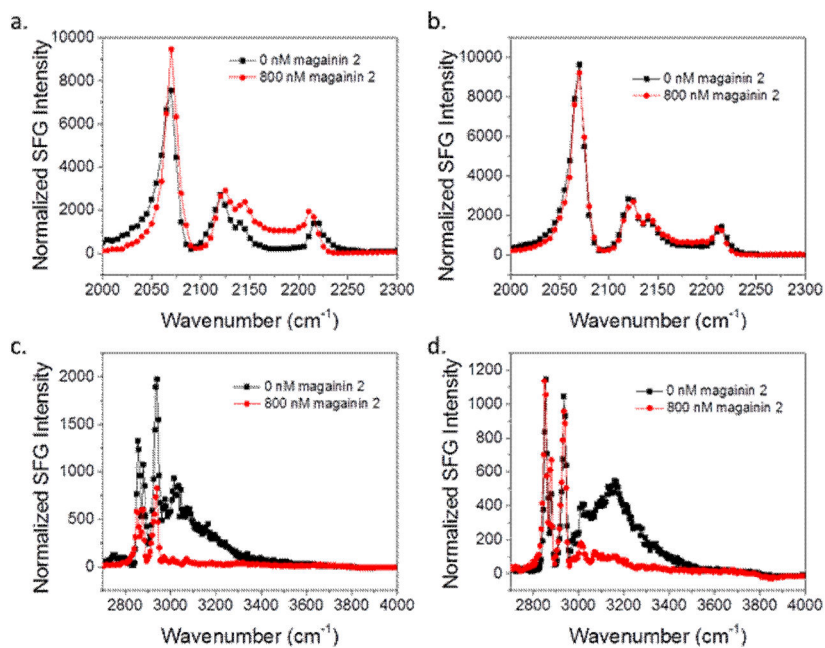 a.
Normalized SFG Intensity
10000
8000
6000
4000
2000
0
0 nM magainin 2
800 nM magainin 2
2000 2050 2100 2150 2200 2250 2300
Wavenumber (cm-1)
b.
Normalized SFG Intensity
10000
8000
6000
4000
2000
0
0 nM magainin 2
800 nM magainin 2
2000 2050 2100 2150 2200 2250 2300
Wavenumber (cm-1)
c.
Normalized SFG Intensity
2000
1500
1000
500
0
0 nM magainin 2
800 nM magainin 2
2800 3000 3200 3400 3600 3800 4000
Wavenumber (cm-1)
d.
Normalized SFG Intensity
1200
1000
800
600
400
200
0
0 nM magainin 2
800 nM magainin 2
2800 3000 3200 3400 3600 3800 4000
Wavenumber (cm-1)